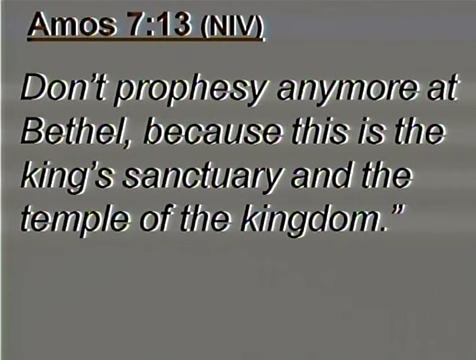 Amos 7:13 (NIV)
Don’t prophesy anymore at
Bethel, because this is the
king’s sanctuary and the
temple of the kingdom.”